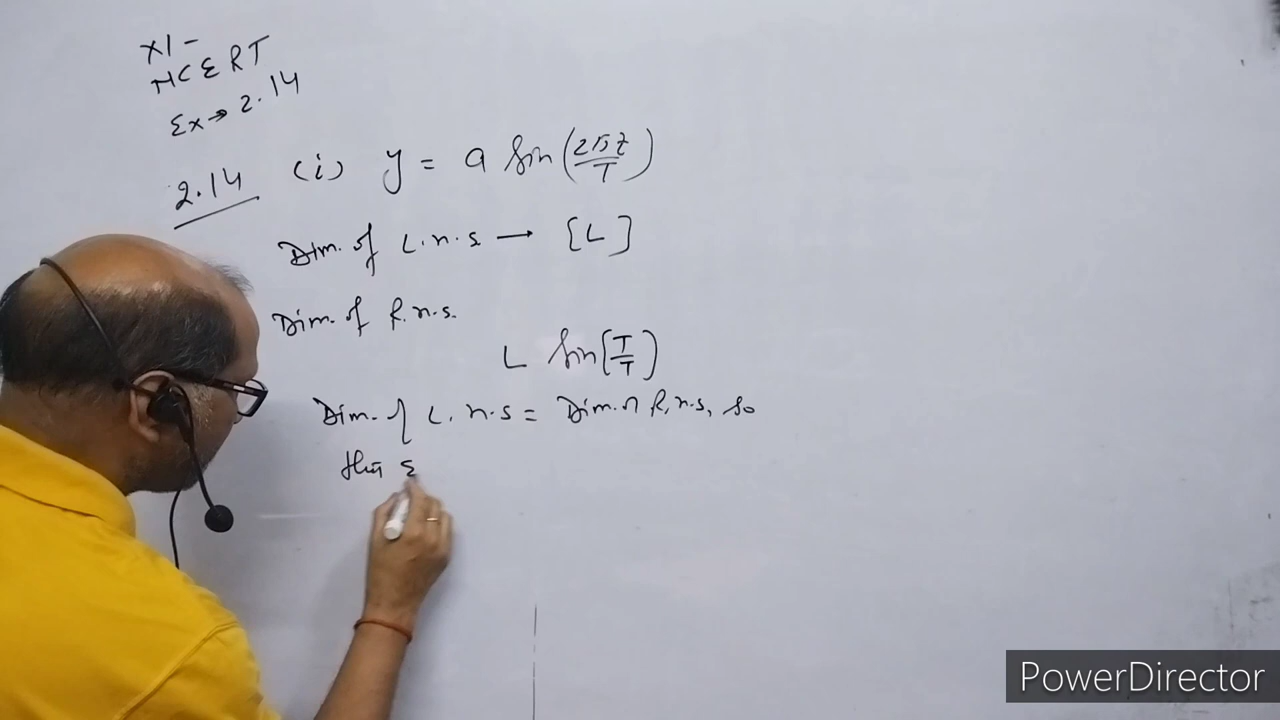 XI -
NCERT
Ex → 2.14
2.14 (i) y = a sin(2πt/T)
Dim. of L.H.S → [L]
Dim. of R.H.S.
L sin[T/T)
Dim. of L.H.S = Dim. of R.H.S, so
this E
PowerDirector